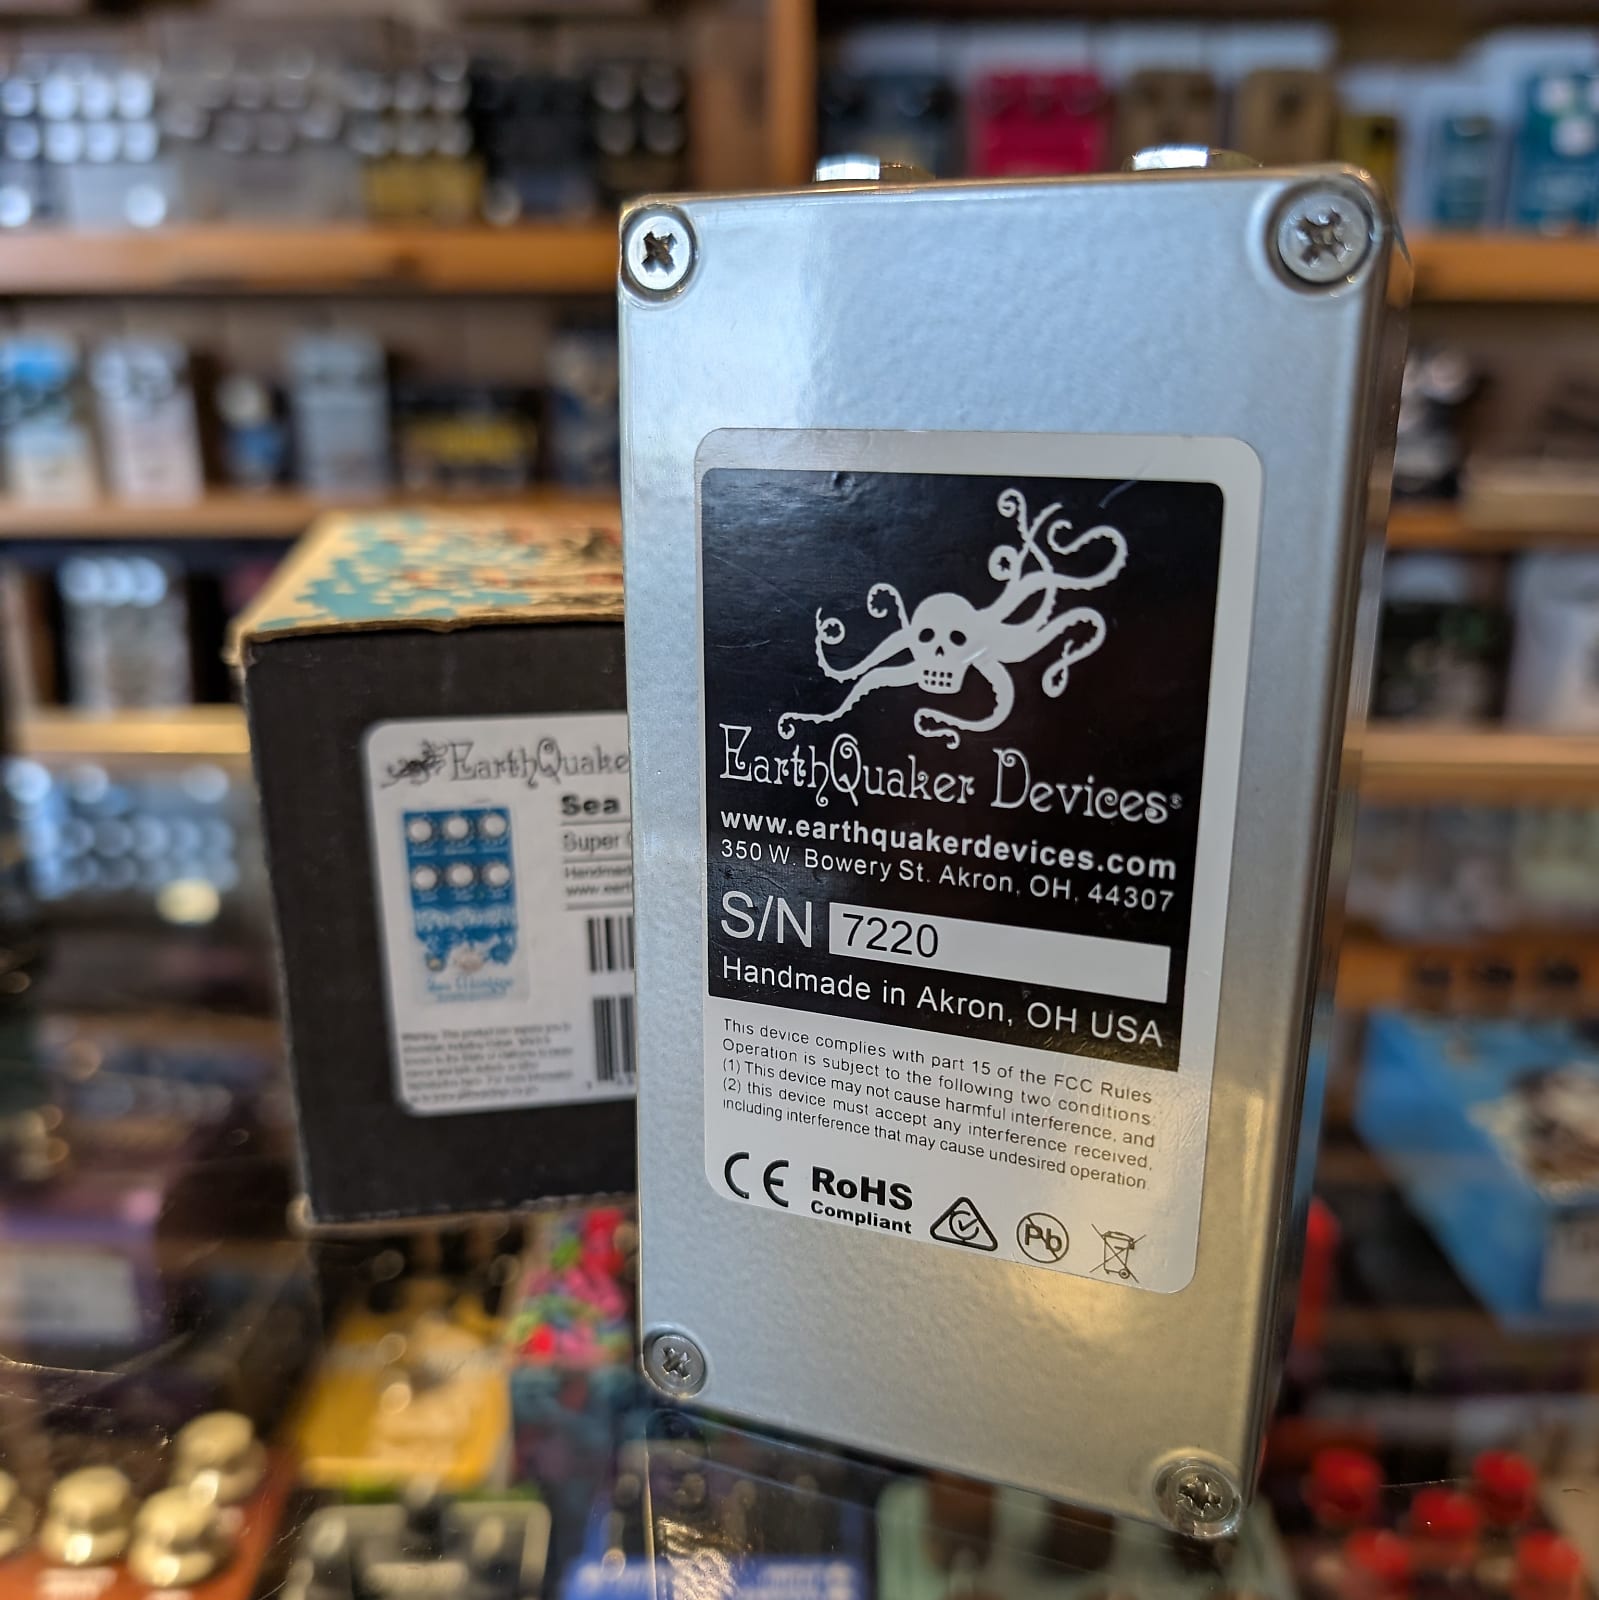 EarthQuaker Devices
www.earthquakerdevices.com
350 W. Bowery St. Akron, OH, 44307
S/N 7220
Handmade in Akron, OH USA
This device complies with part 15 of the FCC Rules
Operation is subject to the following two conditions:
(1) This device may not cause harmful interference, and
(2) this device must accept any interference received,
including interference that may cause undesired operation.
CE RoHS
Compliant
Pb
EarthQuake
Sea
Super
Handmade